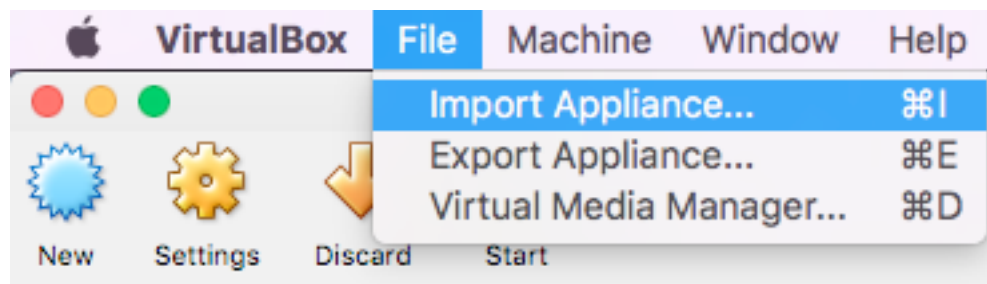 VirtualBox File Machine Window Help
Import Appliance... ⌘I
Export Appliance... ⌘E
Virtual Media Manager... ⌘D
New Settings Discard Start